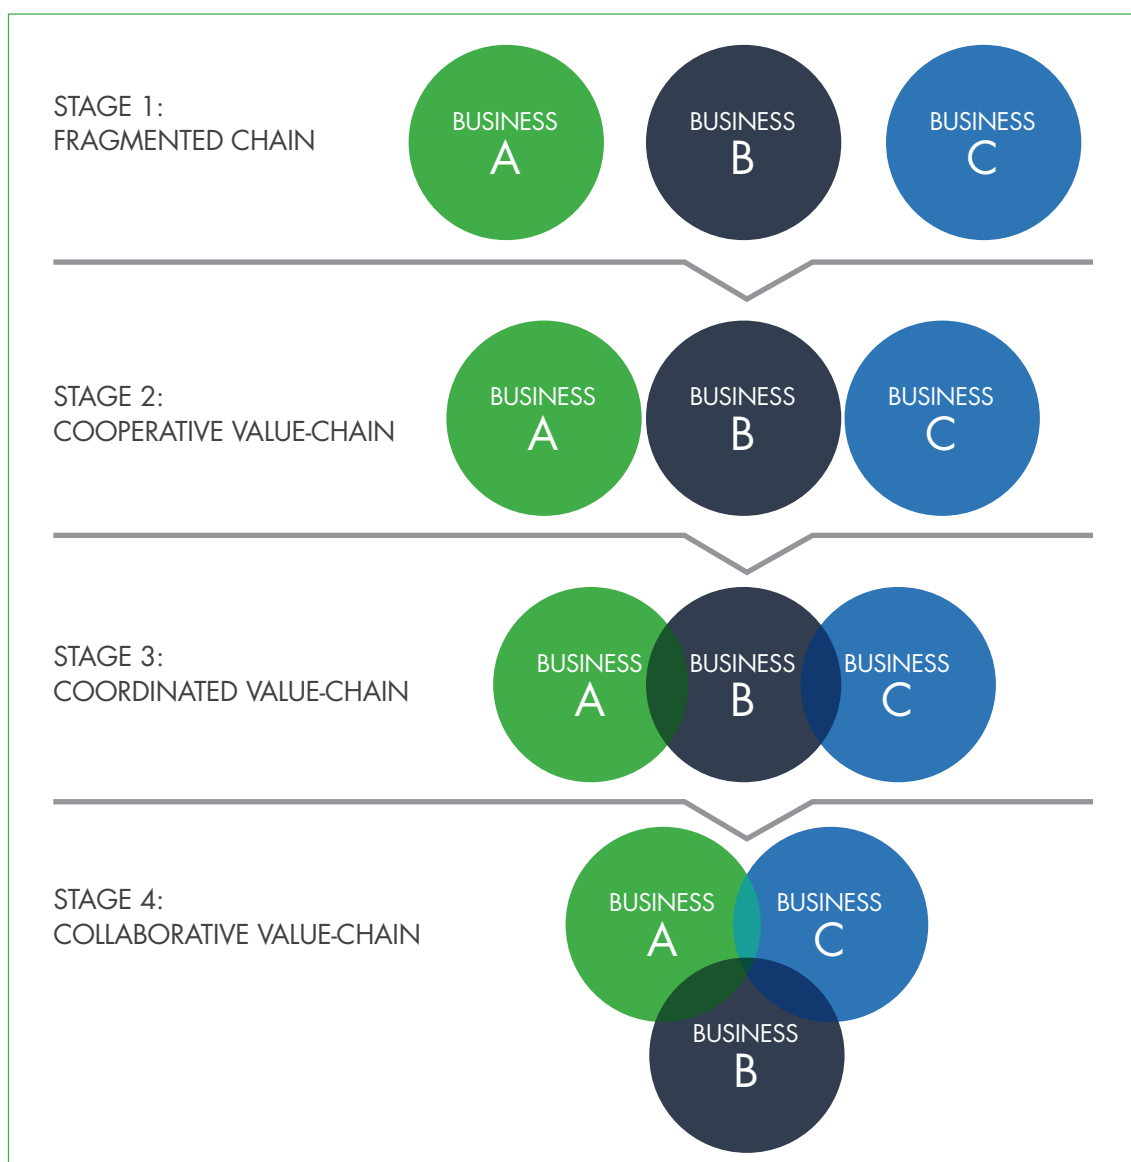 STAGE 1:
FRAGMENTED CHAIN
BUSINESS
A
BUSINESS
B
BUSINESS
C
STAGE 2:
COOPERATIVE VALUE-CHAIN
BUSINESS
A
BUSINESS
B
BUSINESS
C
STAGE 3:
COORDINATED VALUE-CHAIN
BUSINESS
A
BUSINESS
B
BUSINESS
C
STAGE 4:
COLLABORATIVE VALUE-CHAIN
BUSINESS
A
BUSINESS
C
BUSINESS
B